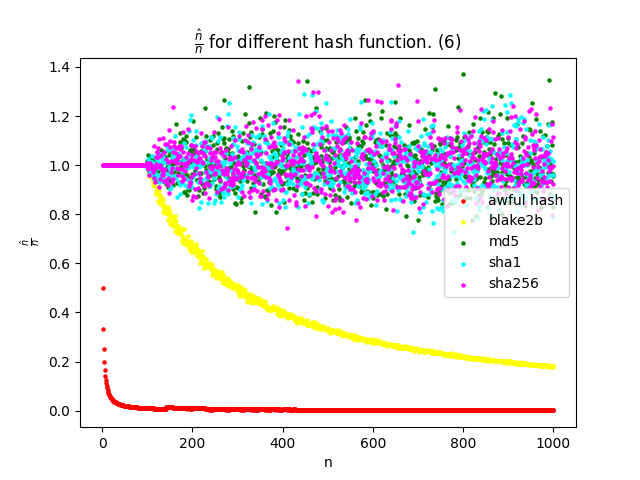 n̂/n for different hash function. (6)
1.4
1.2
1.0
0.8
0.6
0.4
0.2
0.0
n̂/n
awful hash
blake2b
md5
sha1
sha256
0 200 400 600 800 1000
n